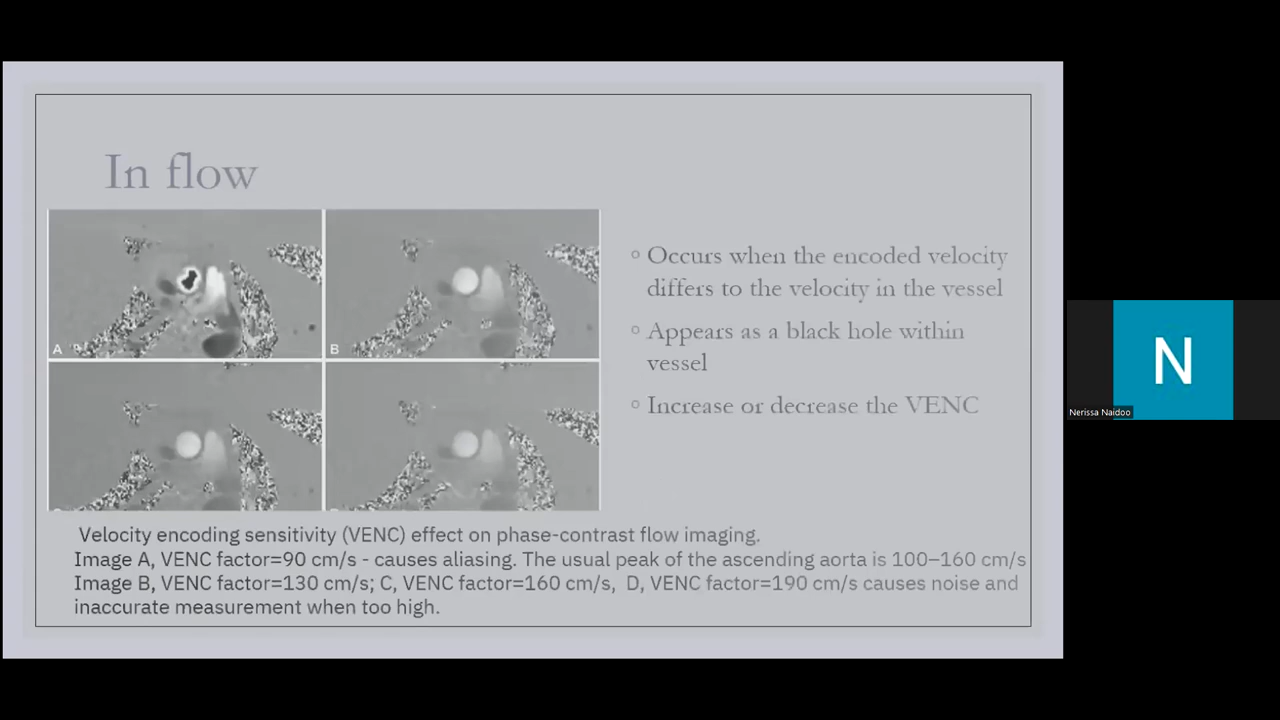 In flow
A
B
Occurs when the encoded velocity
differs to the velocity in the vessel
Appears as a black hole within
vessel
Increase or decrease the VENC
Velocity encoding sensitivity (VENC) effect on phase-contrast flow imaging.
Image A, VENC factor=90 cm/s - causes aliasing. The usual peak of the ascending aorta is 100–160 cm/s
Image B, VENC factor=130 cm/s; C, VENC factor=160 cm/s, D, VENC factor=190 cm/s causes noise and
inaccurate measurement when too high.
N
Nerissa Naidoo